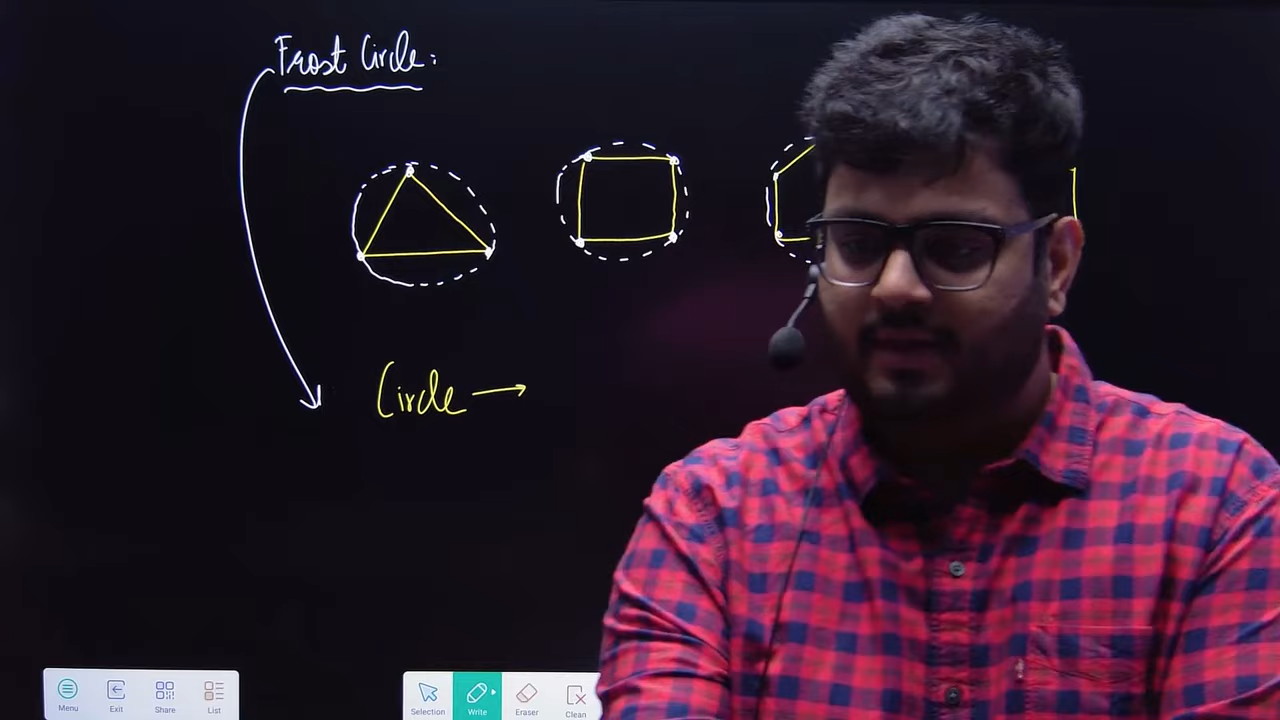 Frost Circle:
Circle →
Menu
Exit
Share
List
Selection
Write
Eraser
Clean